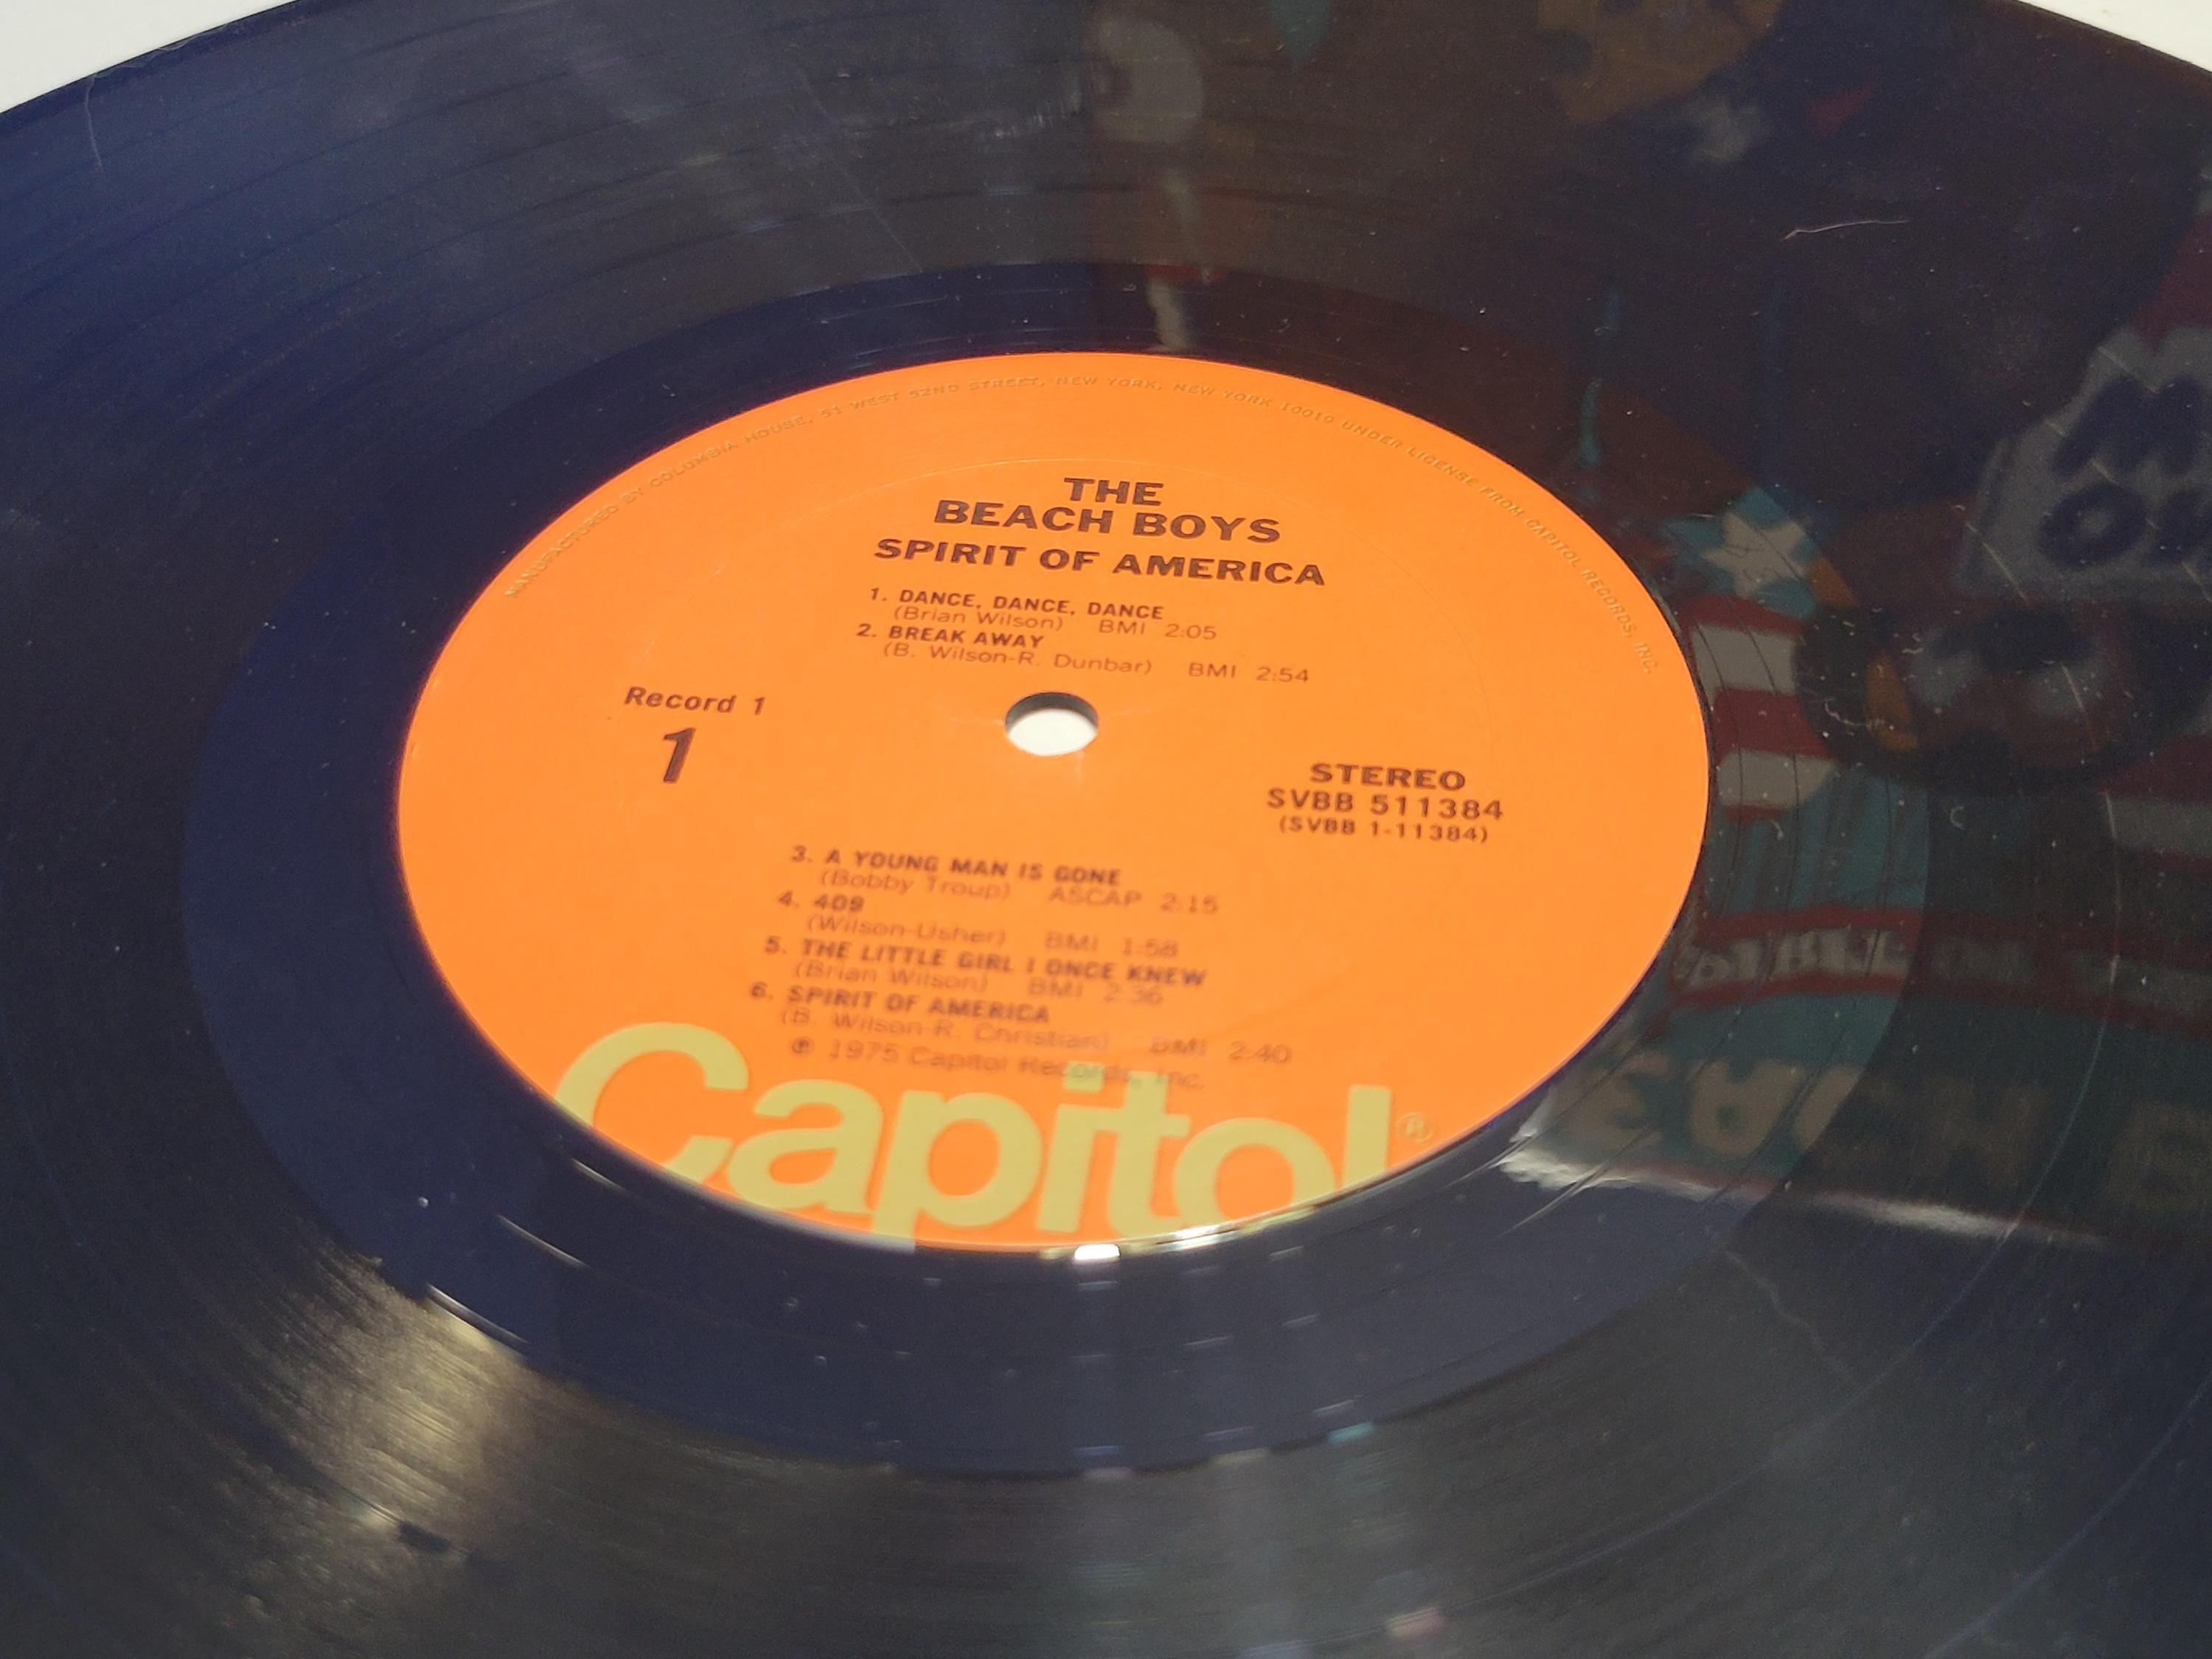 MANUFACTURED BY COLUMBIA HOUSE, 51 WEST 52ND STREET, NEW YORK, NEW YORK 10010 UNDER LICENSE FROM CAPITOL RECORDS, INC.
THE
BEACH BOYS
SPIRIT OF AMERICA
1. DANCE, DANCE, DANCE
(Brian Wilson) BMI 2:05
2. BREAK AWAY
(B. Wilson-R. Dunbar) BMI 2:54
Record 1
1
STEREO
SVBB 511384
(SVBB 1-11384)
3. A YOUNG MAN IS GONE
(Bobby Troup) ASCAP 2:15
4. 409
(Wilson-Usher) BMI 1:58
5. THE LITTLE GIRL I ONCE KNEW
(Brian Wilson) BMI 2:36
6. SPIRIT OF AMERICA
(B. Wilson-R. Christian) BMI 2:40
℗ 1975 Capitol Records, Inc.
Capitol®